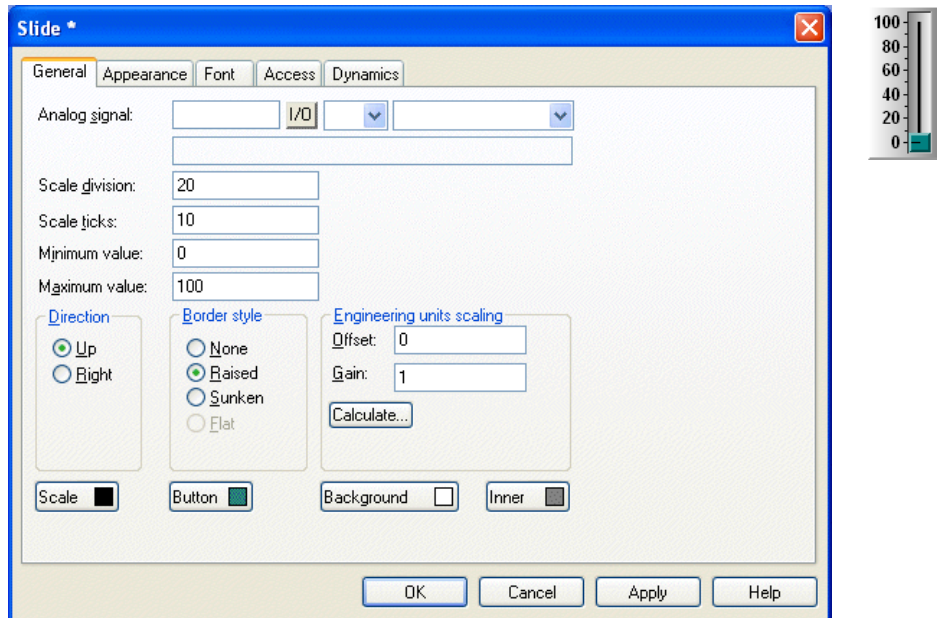 Slide *
General Appearance Font Access Dynamics
Analog signal: I/O
Scale division: 20
Scale ticks: 10
Minimum value: 0
Maximum value: 100
Direction
Up
Right
Border style
None
Raised
Sunken
Flat
Engineering units scaling
Offset: 0
Gain: 1
Calculate...
Scale Button Background Inner
OK Cancel Apply Help
100
80
60
40
20
0